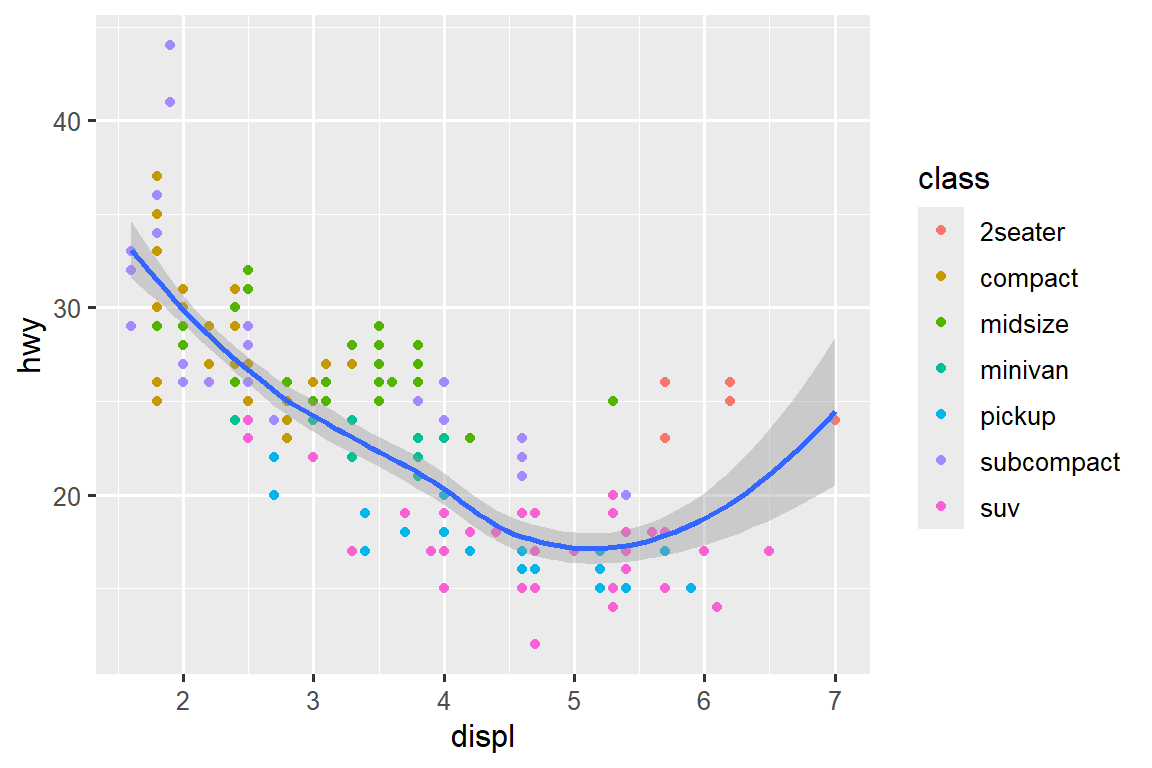 40
30
20
hwy
2 3 4 5 6 7
displ
class
2seater
compact
midsize
minivan
pickup
subcompact
suv